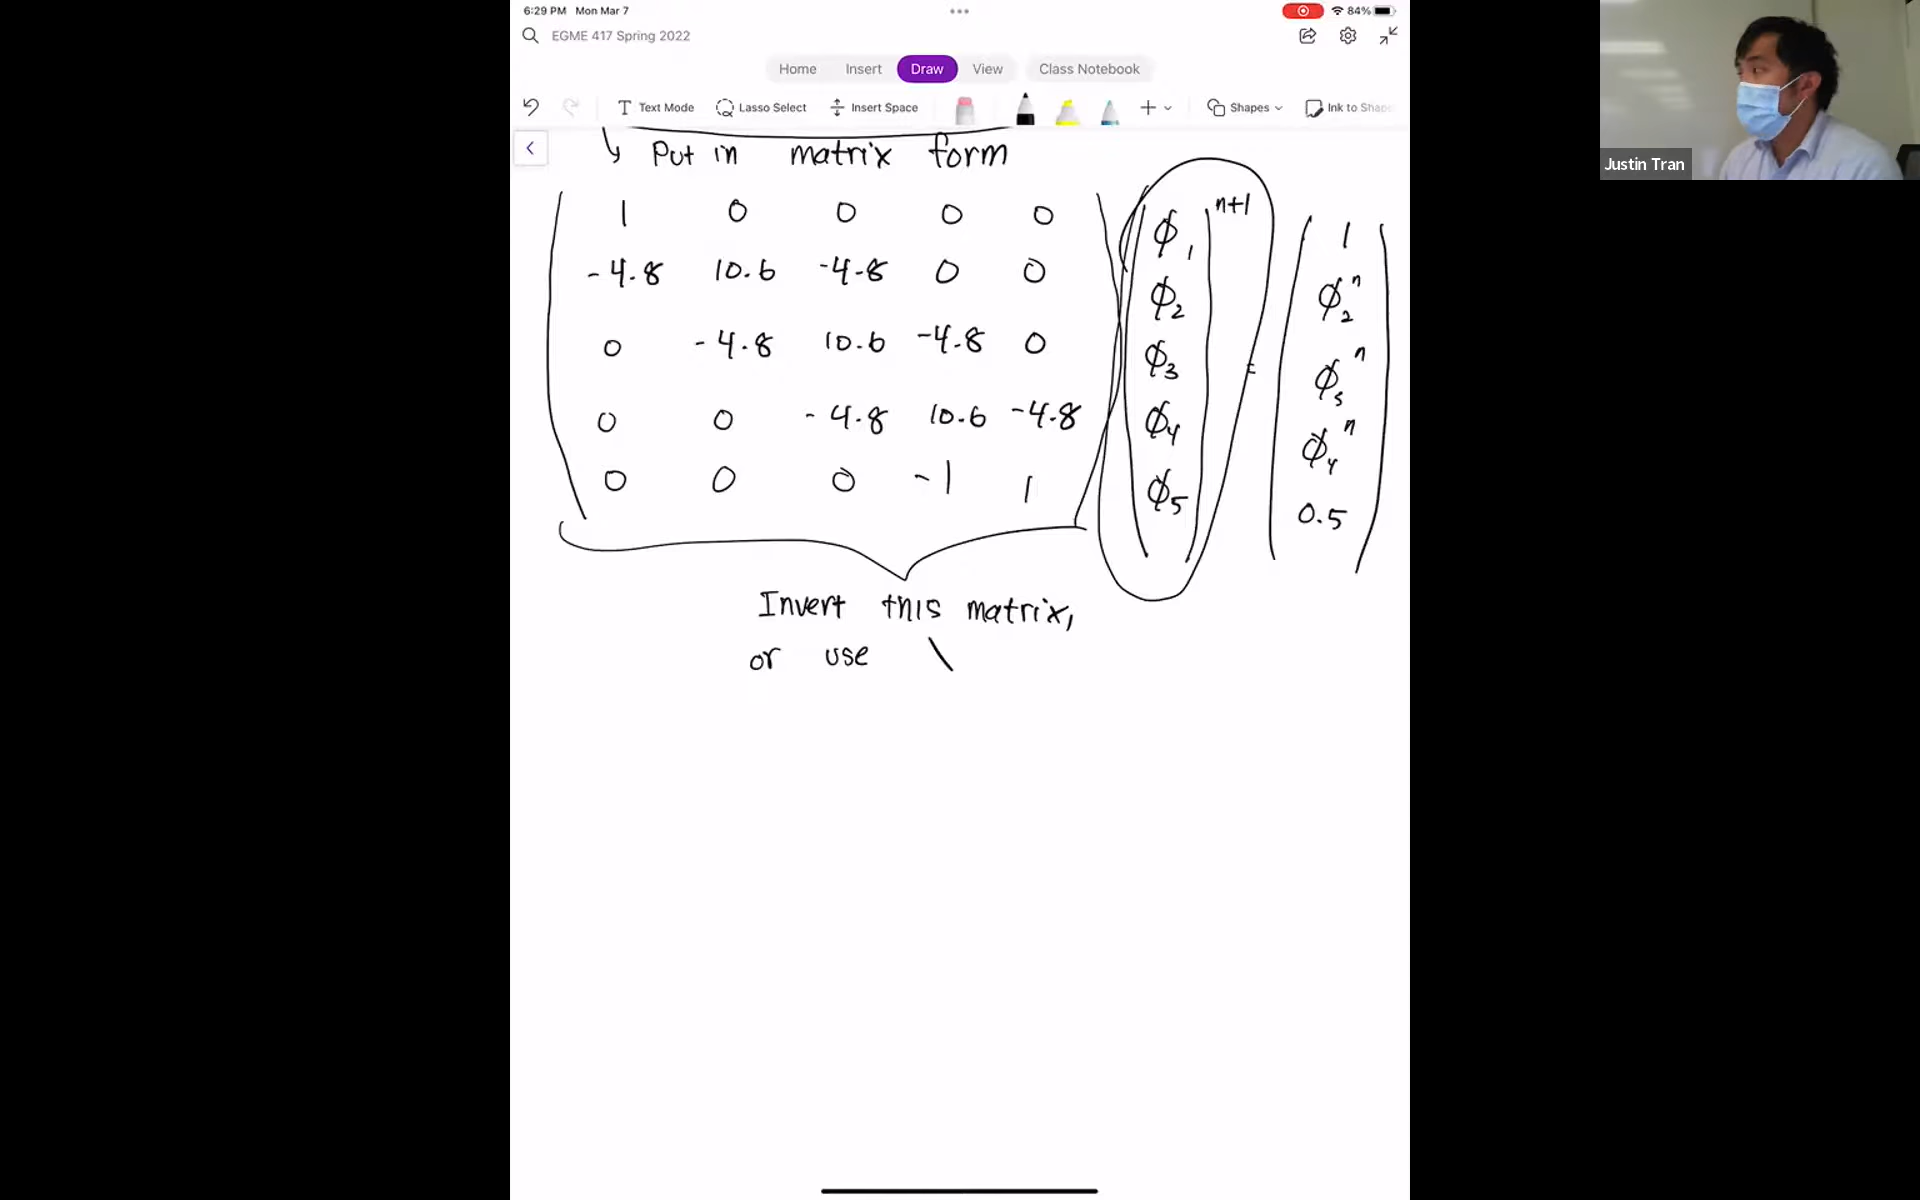 6:29 PM Mon Mar 7
84%
EGME 417 Spring 2022
Home Insert Draw View Class Notebook
Text Mode Lasso Select Insert Space Shapes Ink to Shape
Put in matrix form
1 0 0 0 0 ϕ1 n+1 1
-4.8 10.6 -4.8 0 0 ϕ2 ϕ2 n
0 -4.8 10.6 -4.8 0 ϕ3 = ϕ3 n
0 0 -4.8 10.6 -4.8 ϕ4 ϕ4 n
0 0 0 -1 1 ϕ5 0.5
Invert this matrix,
or use \
Justin Tran